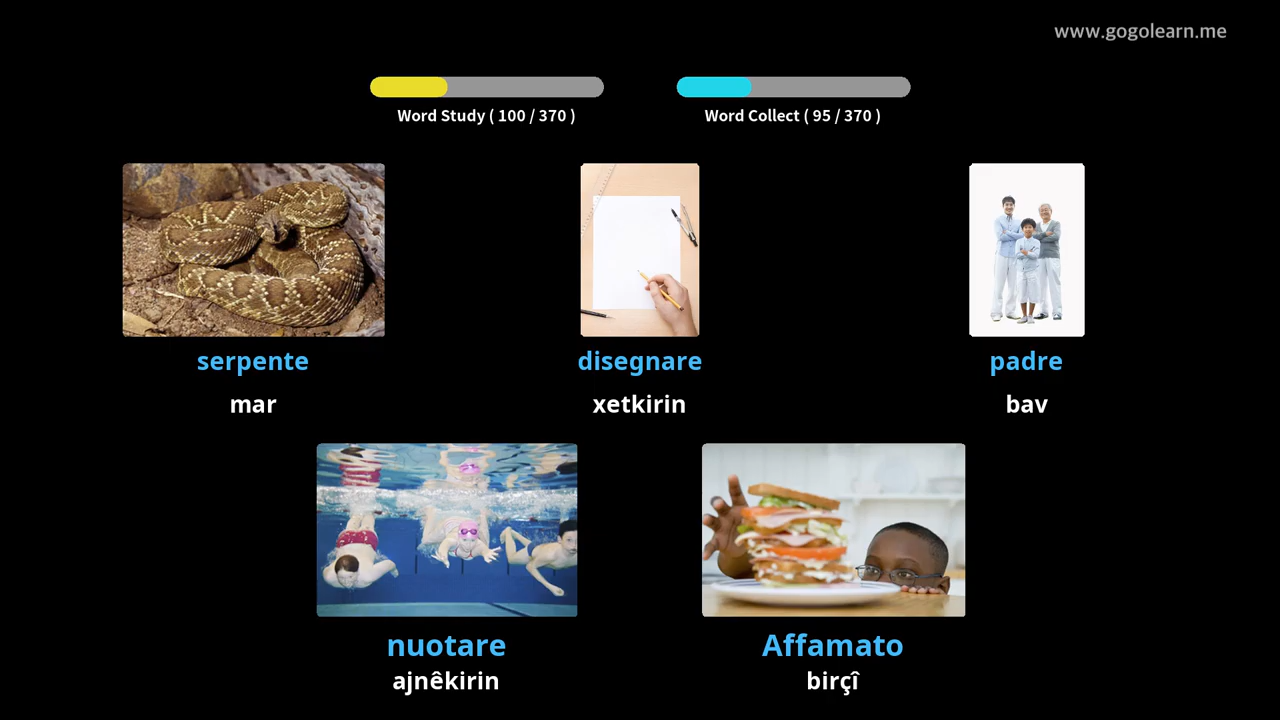 www.gogolearn.me
Word Study ( 100 / 370 )
Word Collect ( 95 / 370 )
serpente
mar
disegnare
xetkirin
padre
bav
nuotare
ajnêkirin
Affamato
birçî